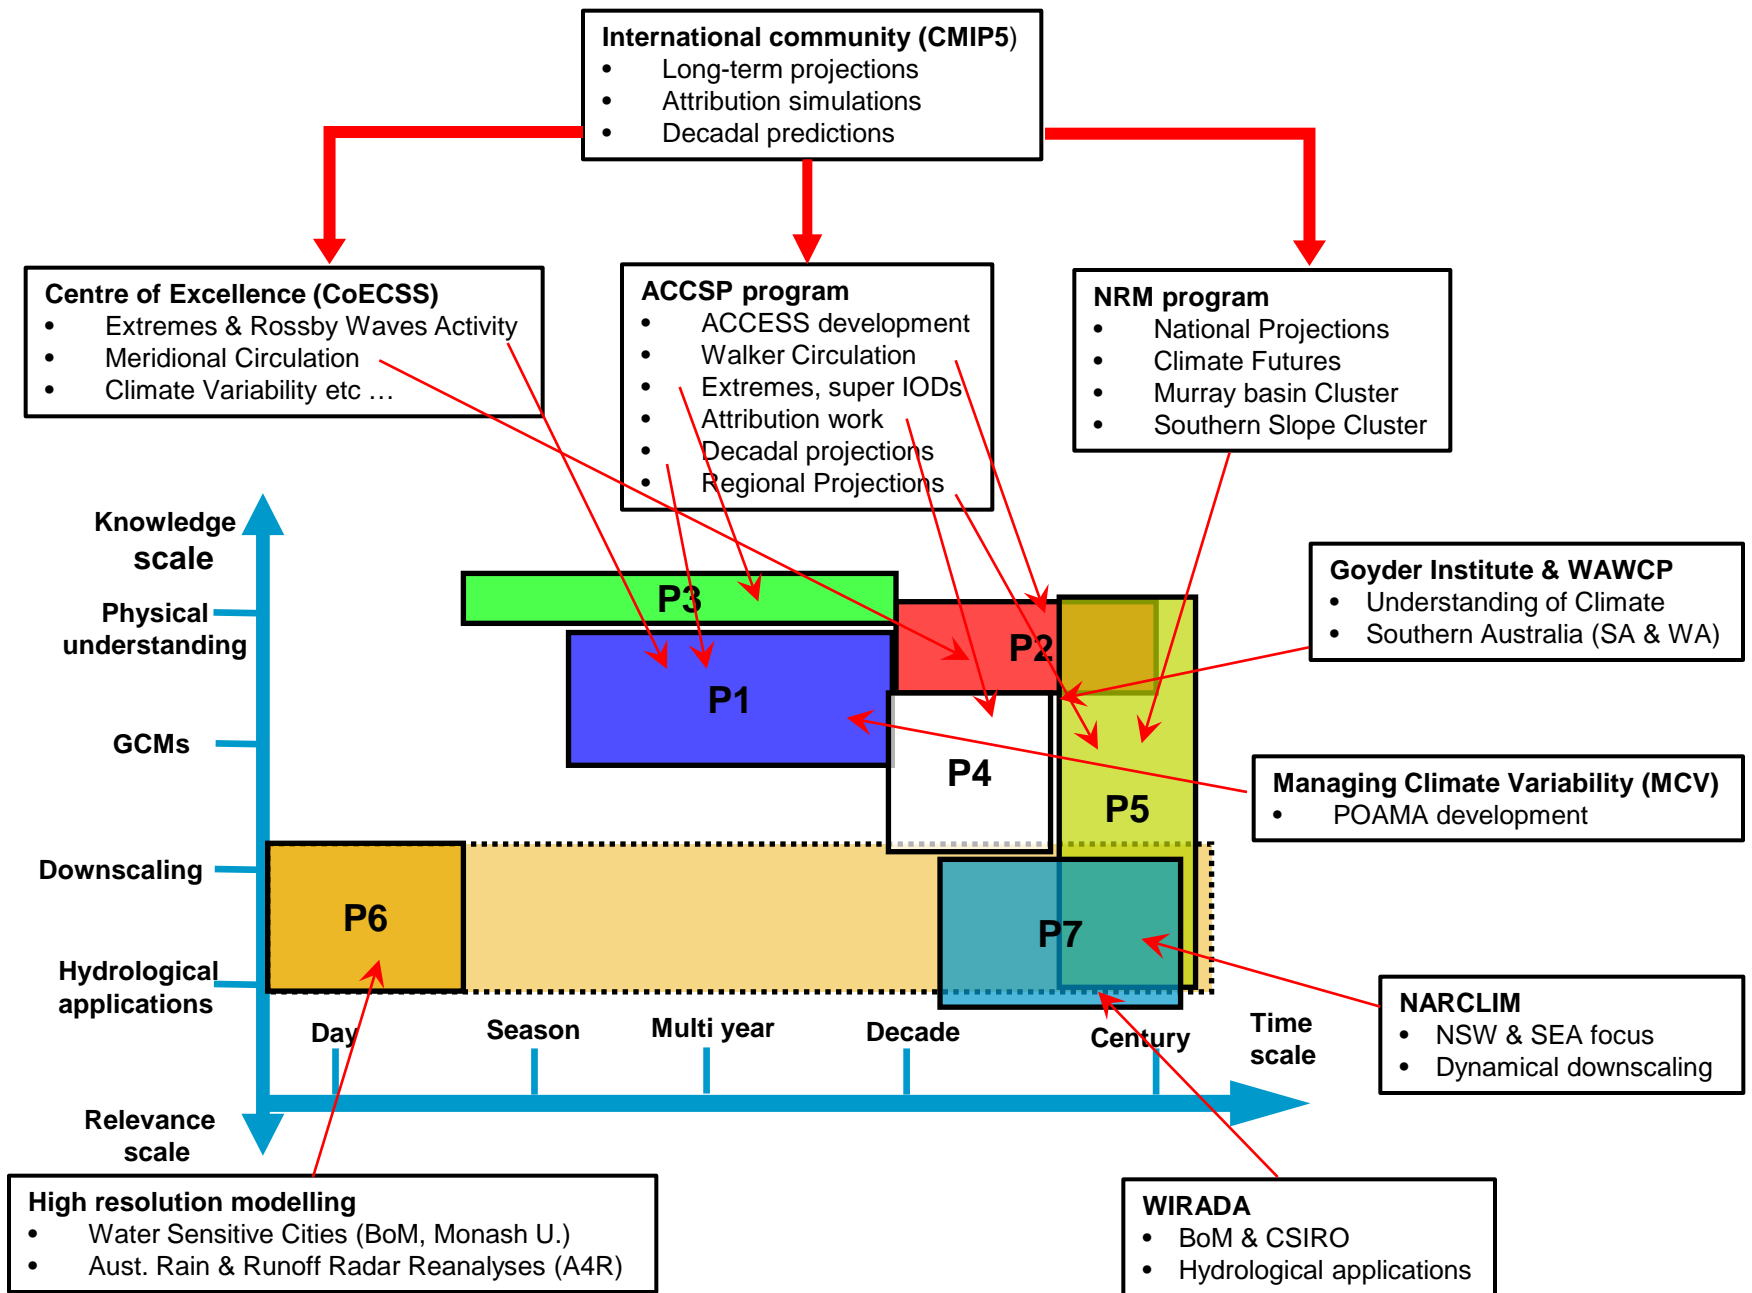 International community (CMIP5)
• Long-term projections
• Attribution simulations
• Decadal predictions
Centre of Excellence (CoECSS)
• Extremes & Rossby Waves Activity
• Meridional Circulation
• Climate Variability etc …
ACCSP program
• ACCESS development
• Walker Circulation
• Extremes, super IODs
• Attribution work
• Decadal projections
• Regional Projections
NRM program
• National Projections
• Climate Futures
• Murray basin Cluster
• Southern Slope Cluster
Knowledge
scale
Physical
understanding
GCMs
Downscaling
Hydrological
applications
Relevance
scale
P3
P2
P1
P4
P5
P6
P7
Goyder Institute & WAWCP
• Understanding of Climate
• Southern Australia (SA & WA)
Managing Climate Variability (MCV)
• POAMA development
NARCLIM
• NSW & SEA focus
• Dynamical downscaling
Day
Season
Multi year
Decade
Century
Time
scale
High resolution modelling
• Water Sensitive Cities (BoM, Monash U.)
• Aust. Rain & Runoff Radar Reanalyses (A4R)
WIRADA
• BoM & CSIRO
• Hydrological applications